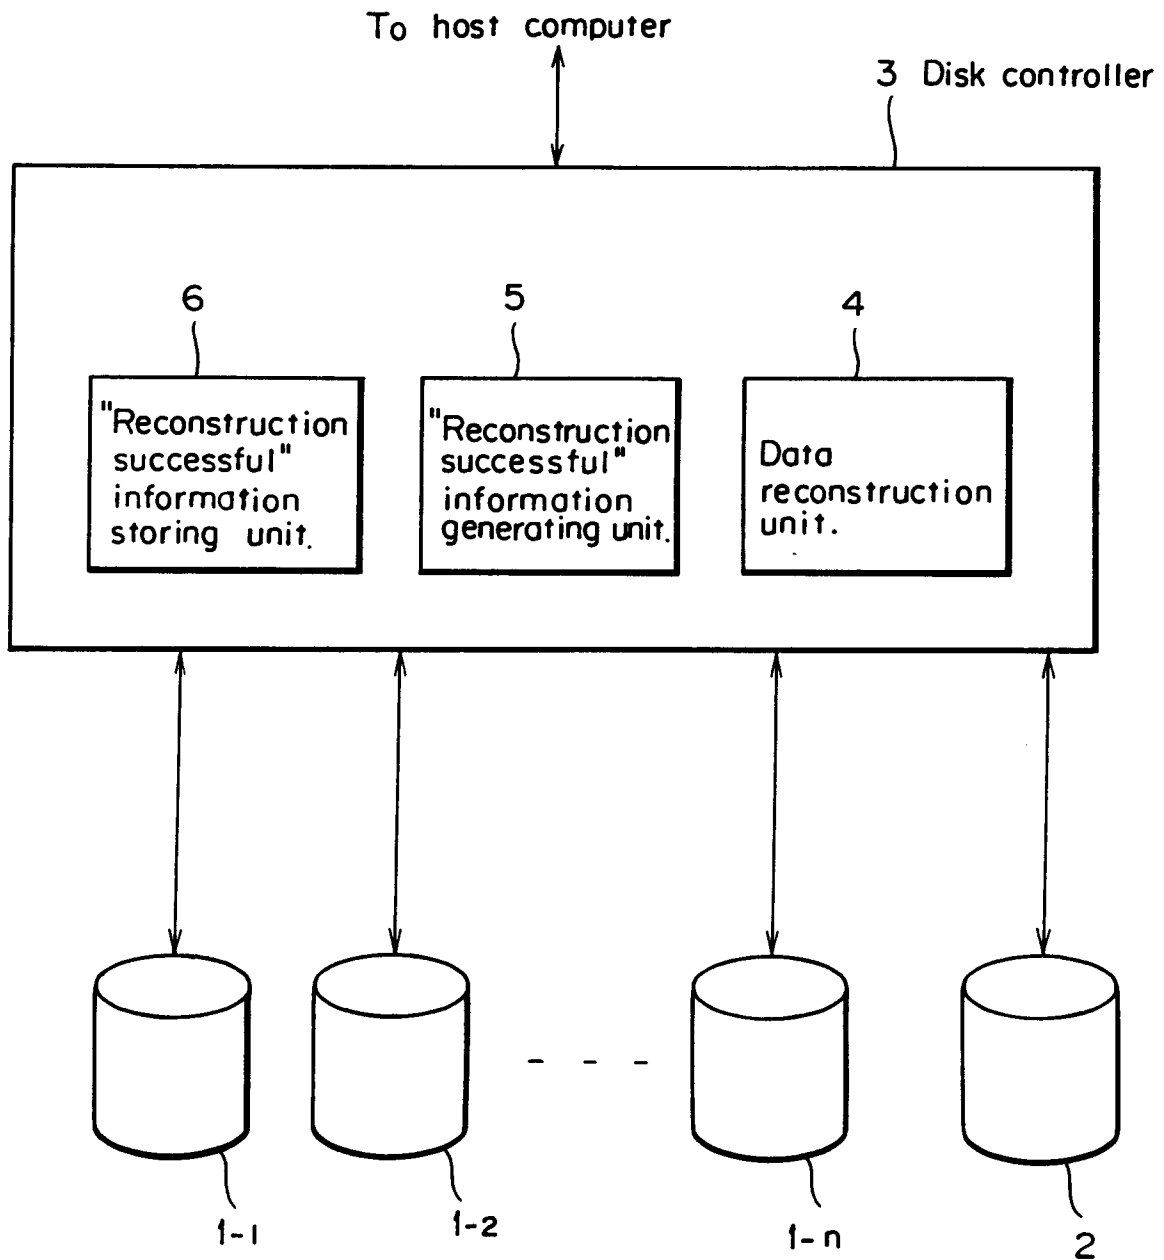 To host computer
3 Disk controller
6
5
4
"Reconstruction
successful"
information
storing unit.
"Reconstruction
successful"
information
generating unit.
Data
reconstruction
unit.
- - -
1-1
1-2
1-n
2